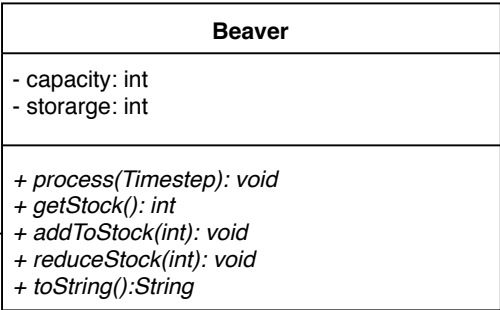 Beaver
- capacity: int
- storarge: int
+ process(Timestep): void
+ getStock(): int
+ addToStock(int): void
+ reduceStock(int): void
+ toString():String